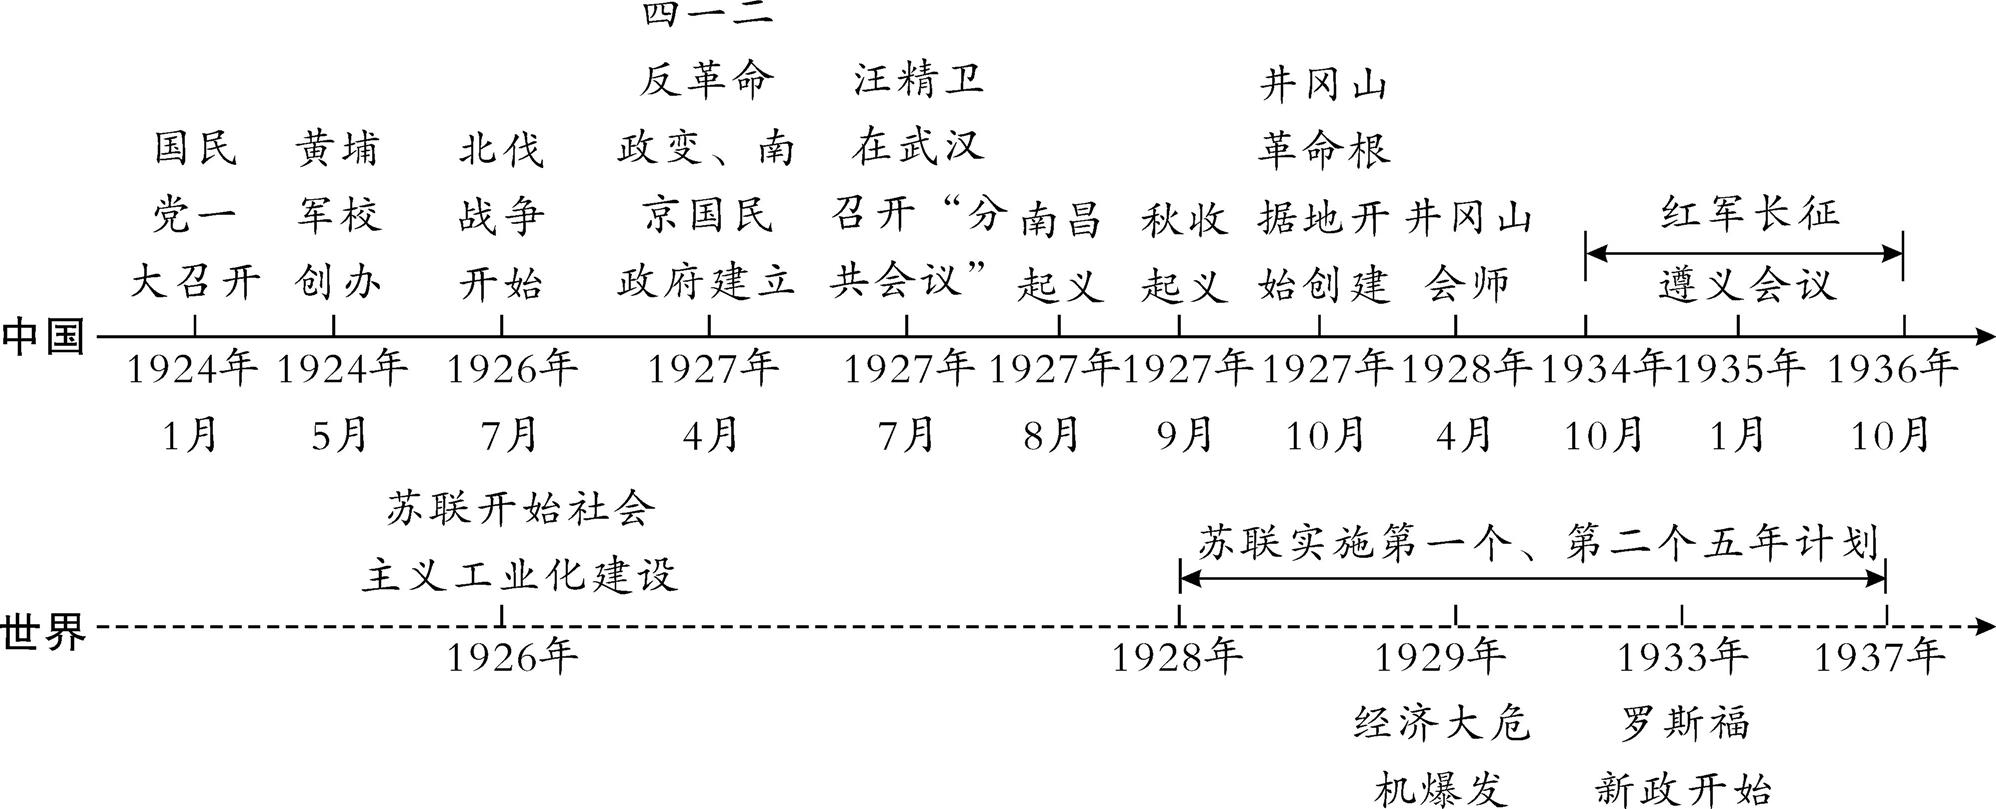 四一二
反革命
政变、南
京国民
政府建立
汪精卫
在武汉
召开“分
共会议”
井冈山
革命根
据地开
始创建
国民
党一
大召开
黄埔
军校
创办
北伐
战争
开始
南昌
起义
秋收
起义
井冈山
会师
红军长征
遵义会议
中国
1924年
1月
1924年
5月
1926年
7月
1927年
4月
1927年
7月
1927年
8月
1927年
9月
1927年
10月
1928年
4月
1934年
10月
1935年
1月
1936年
10月
苏联开始社会
主义工业化建设
苏联实施第一个、第二个五年计划
世界
1926年
1928年
1929年
经济大危
机爆发
1933年
罗斯福
新政开始
1937年